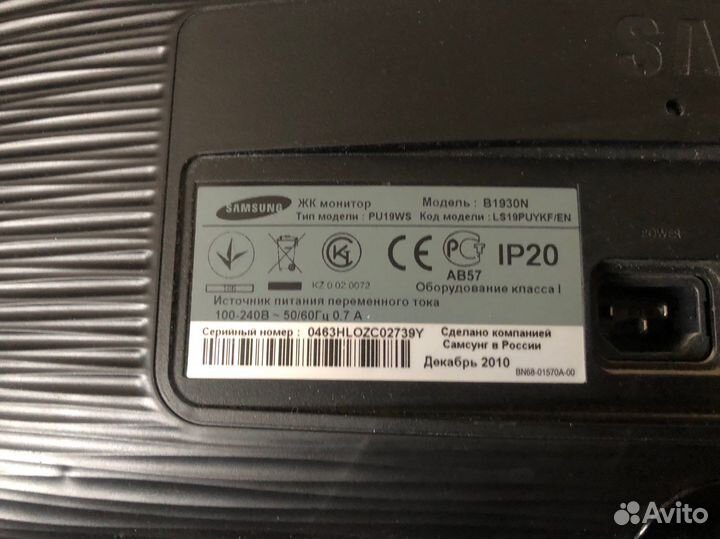 SAMSUNG
ЖК монитор Модель : B1930N
Тип модели : PU19WS Код модели : LS19PUYKF/EN
KZ 0.02.0072
CE
АВ57
IP20
Оборудование класса I
Источник питания переменного тока
100-240В ~ 50/60Гц 0.7 А
Серийный номер : 0463HLOZC02739Y
Сделано компанией
Самсунг в России
Декабрь 2010
BN68-01570A-00
POWER
Avito